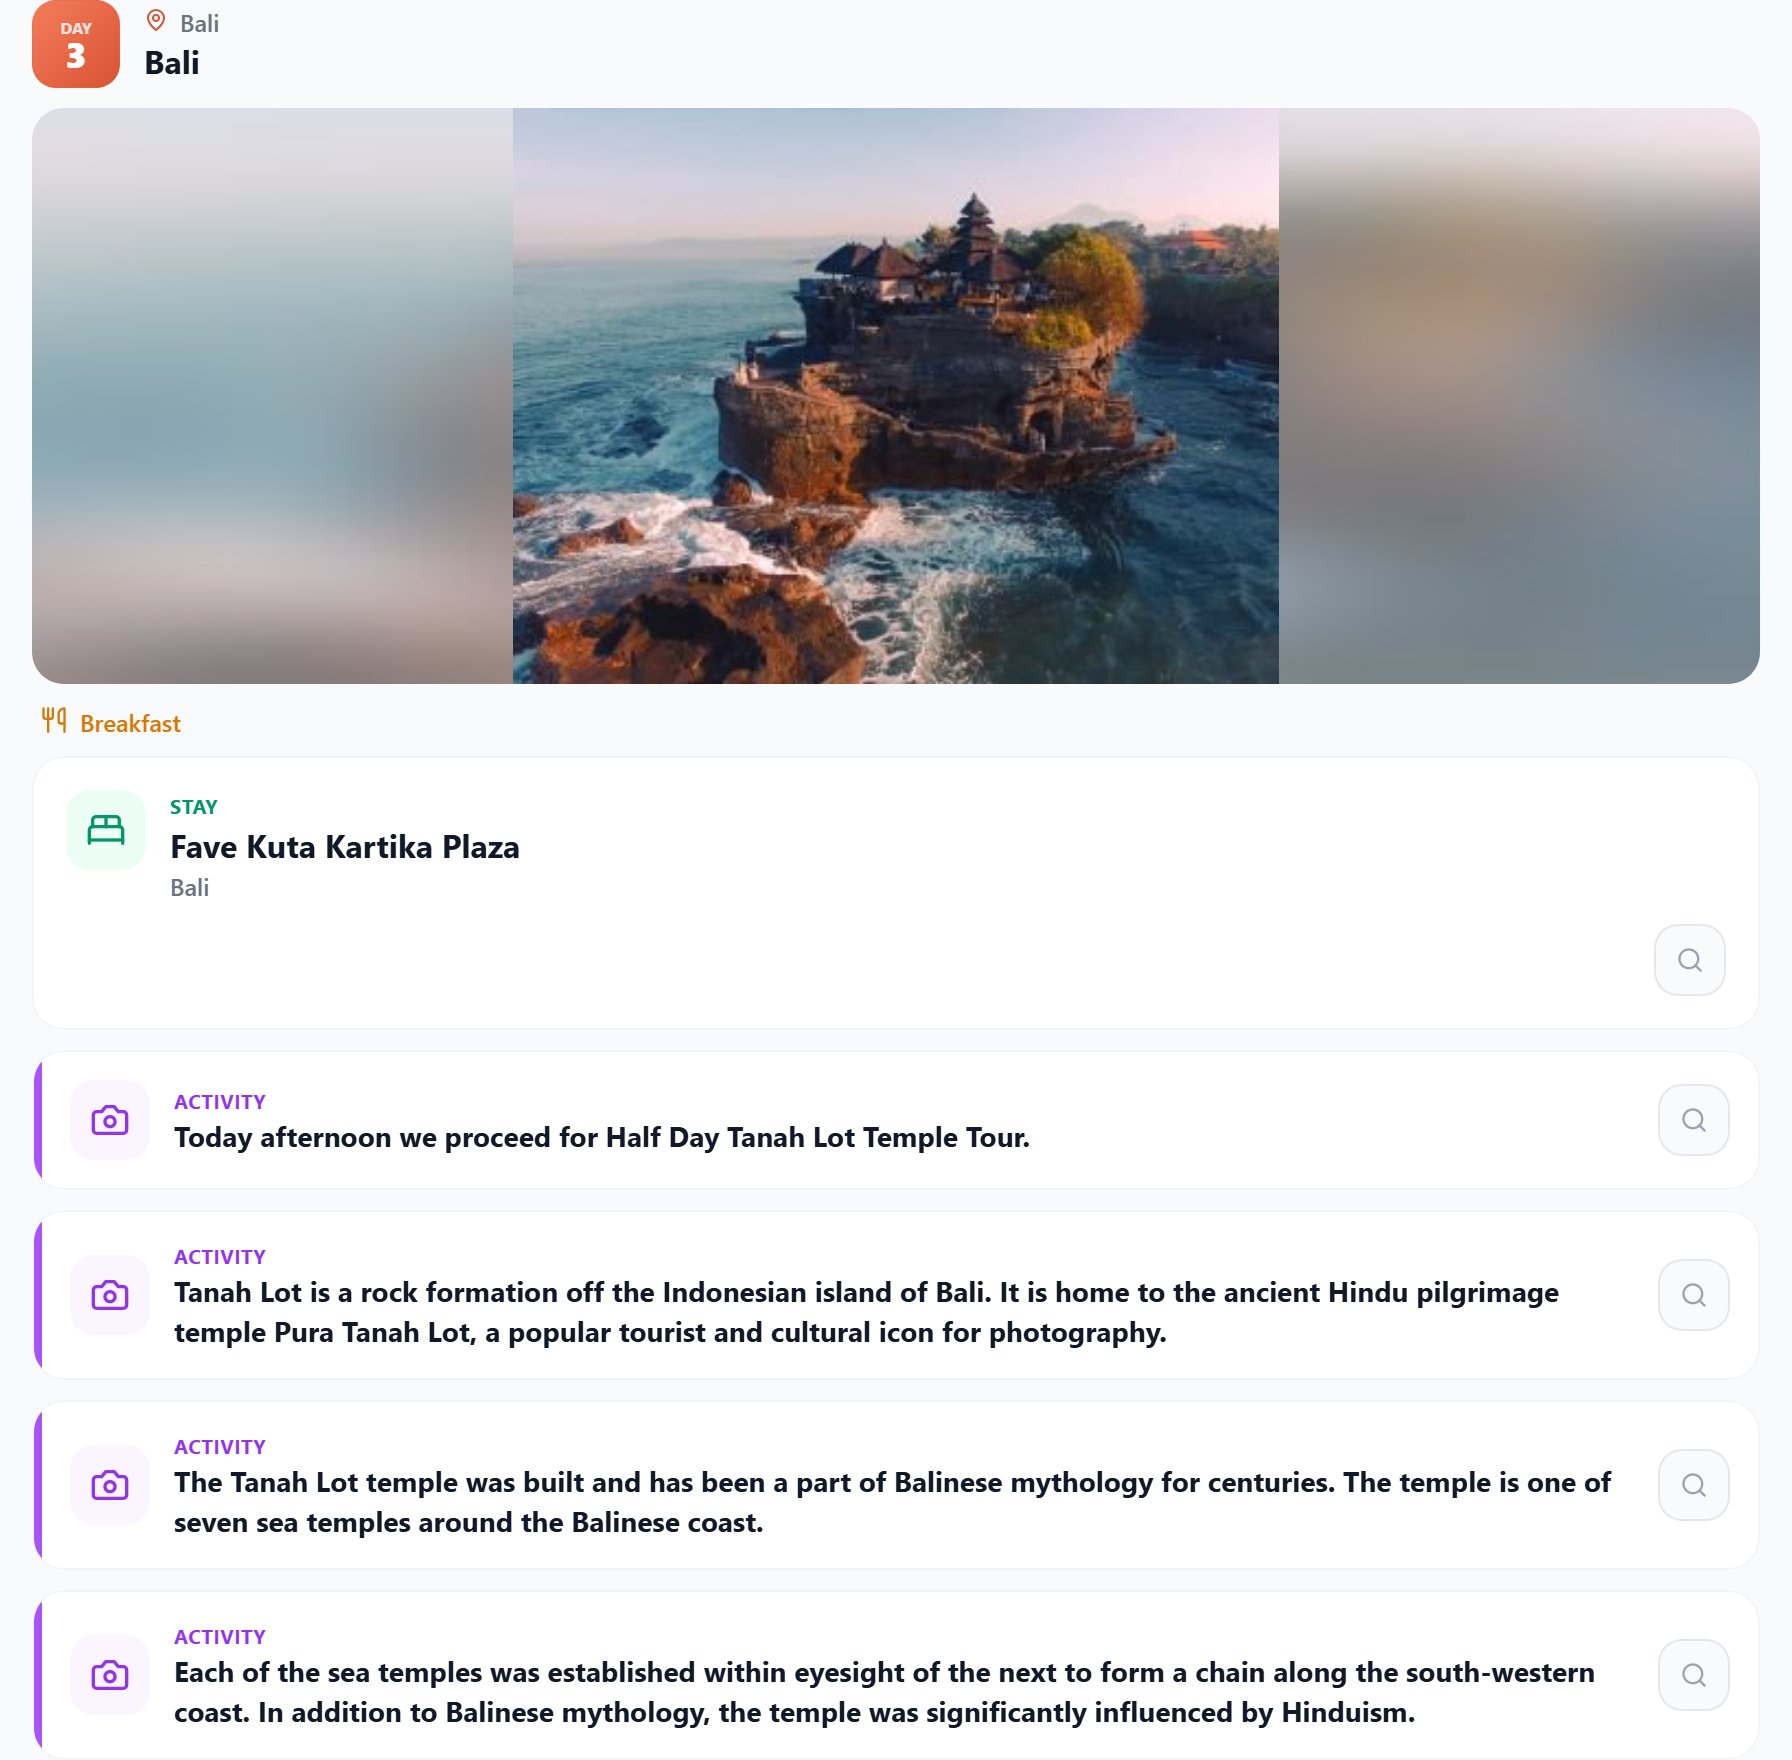 DAY
3
Bali
Bali
Breakfast
STAY
Fave Kuta Kartika Plaza
Bali
ACTIVITY
Today afternoon we proceed for Half Day Tanah Lot Temple Tour.
ACTIVITY
Tanah Lot is a rock formation off the Indonesian island of Bali. It is home to the ancient Hindu pilgrimage
temple Pura Tanah Lot, a popular tourist and cultural icon for photography.
ACTIVITY
The Tanah Lot temple was built and has been a part of Balinese mythology for centuries. The temple is one of
seven sea temples around the Balinese coast.
ACTIVITY
Each of the sea temples was established within eyesight of the next to form a chain along the south-western
coast. In addition to Balinese mythology, the temple was significantly influenced by Hinduism.